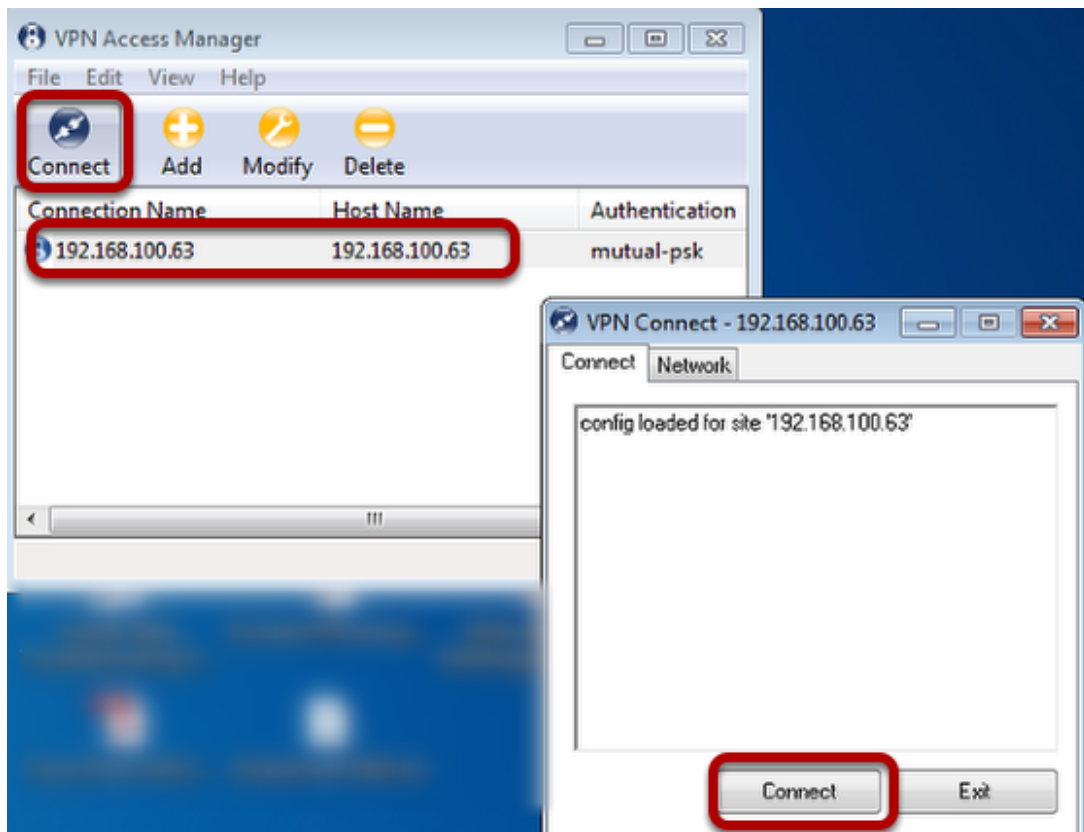 VPN Access Manager
File Edit View Help
Connect Add Modify Delete
Connection Name Host Name Authentication
192.168.100.63 192.168.100.63 mutual-psk
VPN Connect - 192.168.100.63
Connect Network
config loaded for site '192.168.100.63'
Connect Exit